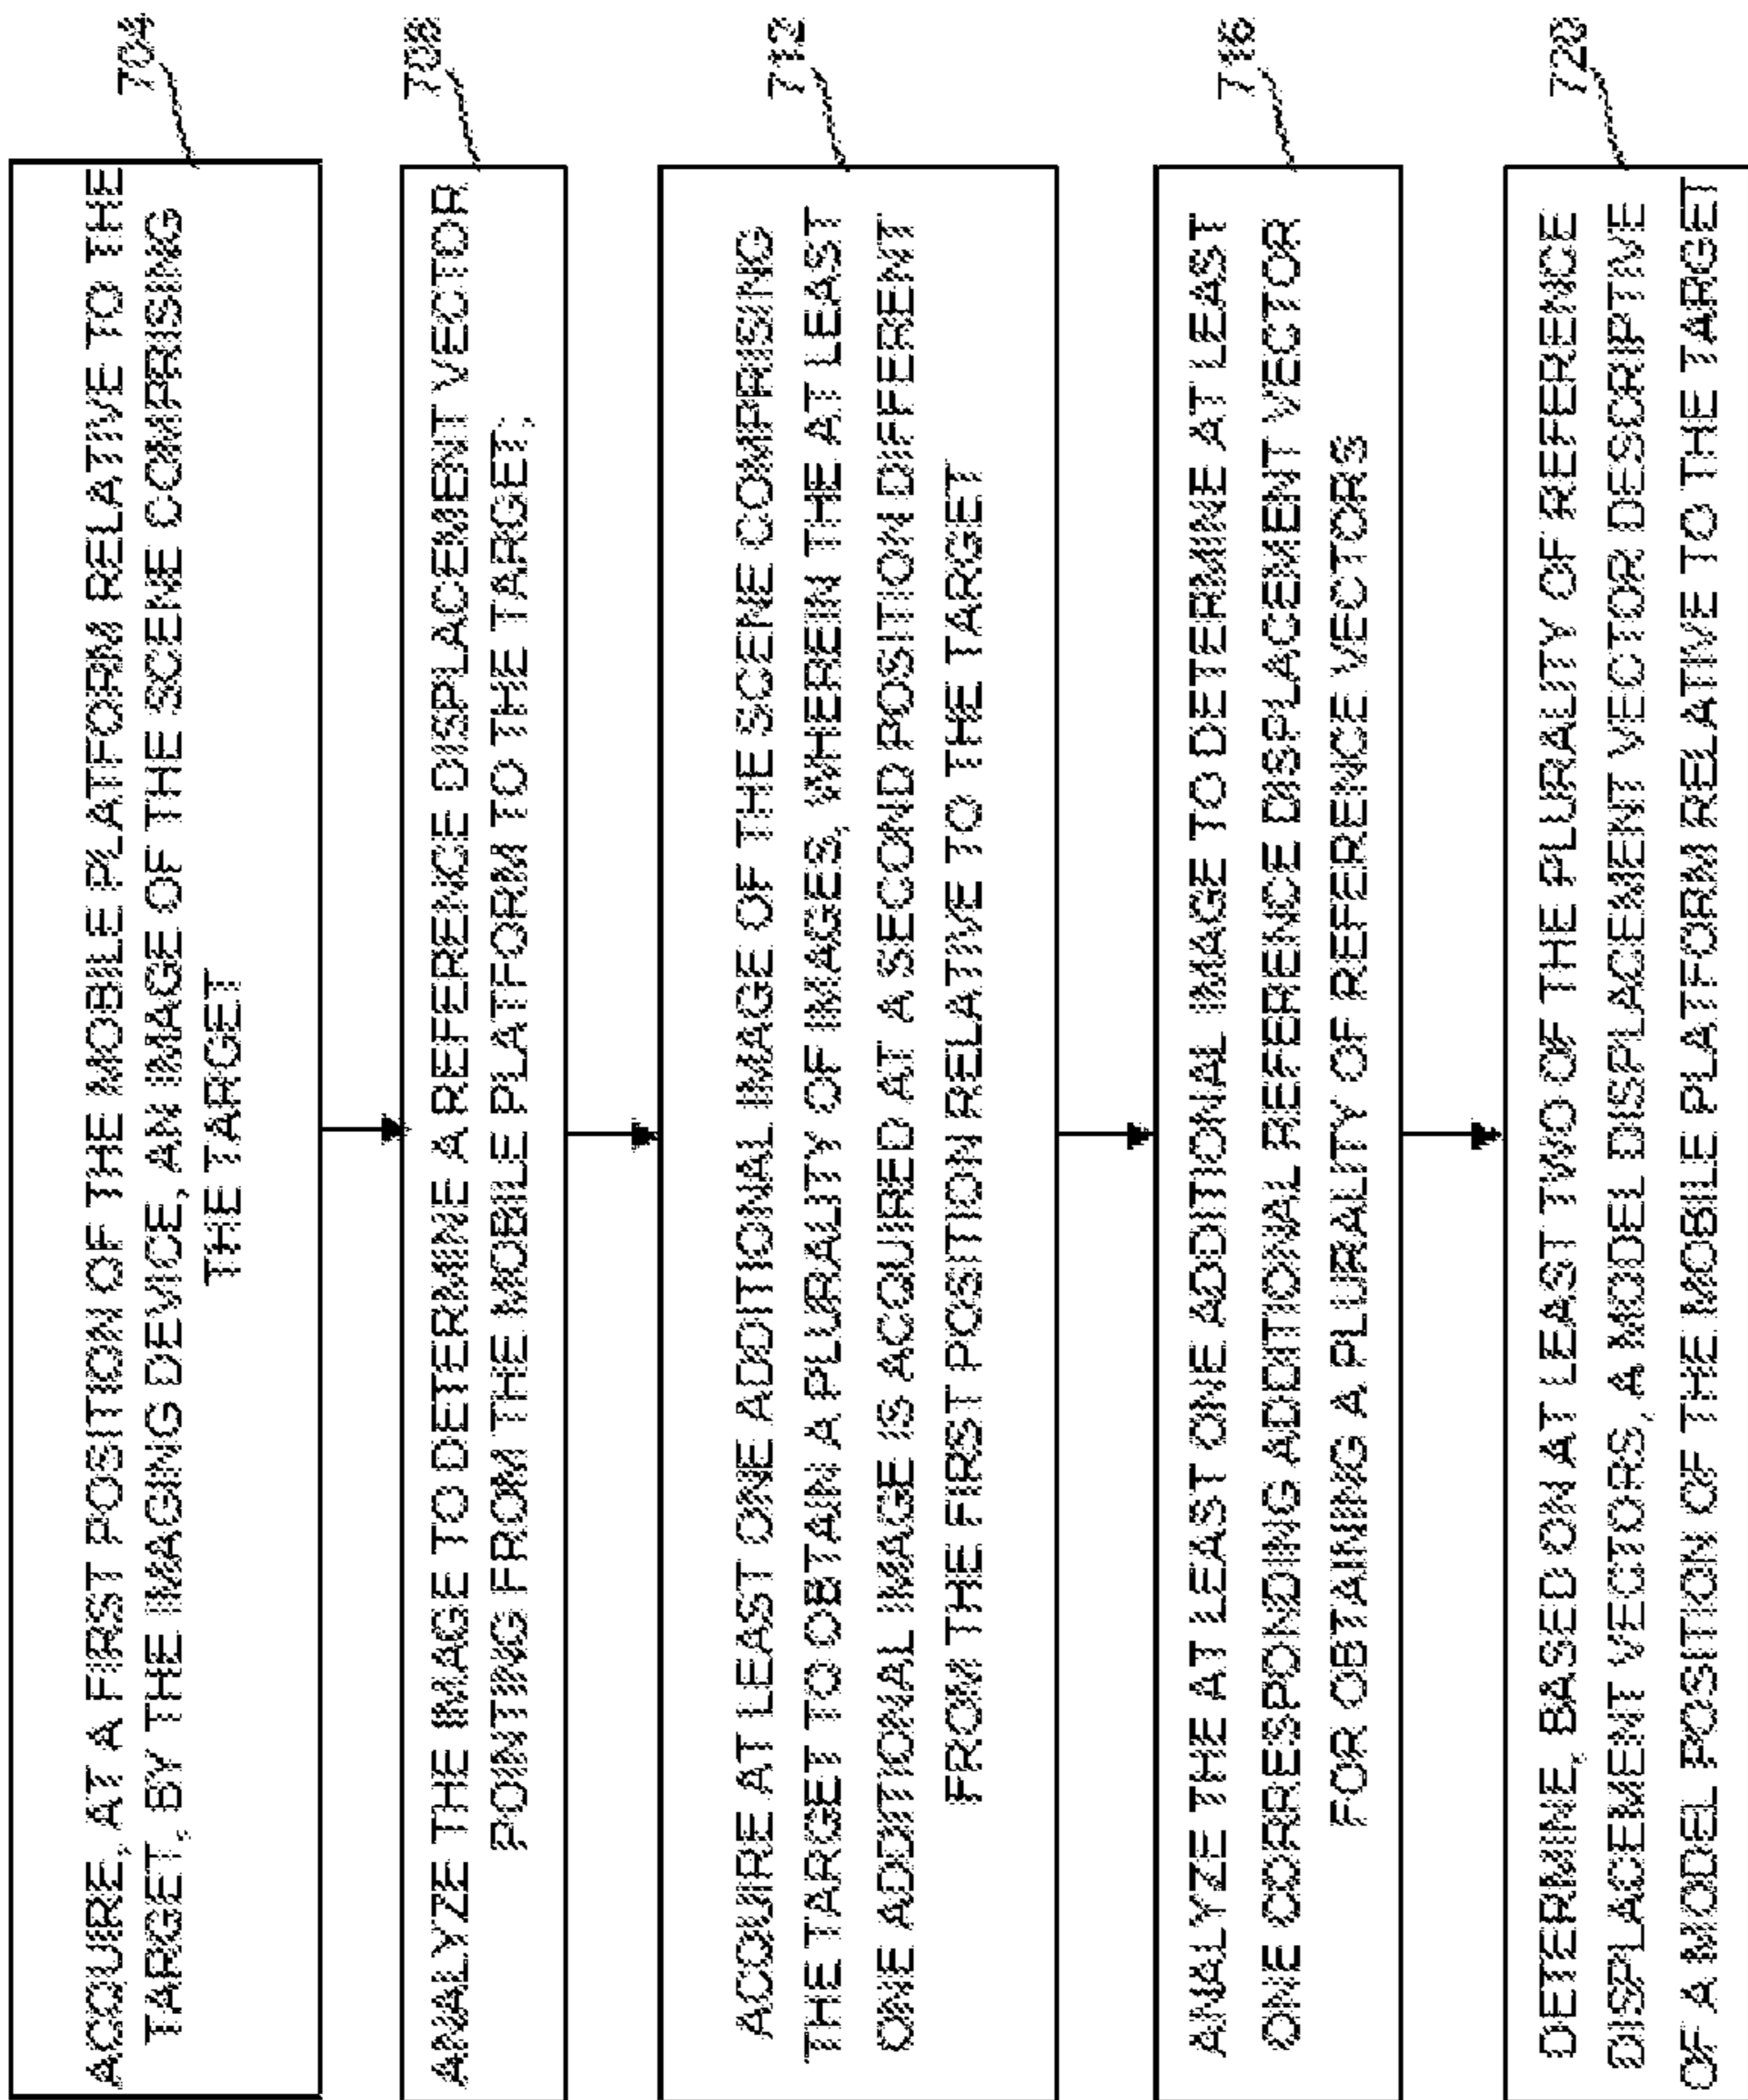 704
ACQUIRE, AT A FIRST POSITION OF THE MOBILE PLATFORM RELATIVE TO THE
TARGET, BY THE IMAGING DEVICE, AN IMAGE OF THE SCENE COMPRISING
THE TARGET
708
ANALYZE THE IMAGE TO DETERMINE A REFERENCE DISPLACEMENT VECTOR
POINTING FROM THE MOBILE PLATFORM TO THE TARGET;
712
ACQUIRE AT LEAST ONE ADDITIONAL IMAGE OF THE SCENE COMPRISING
THE TARGET TO OBTAIN A PLURALITY OF IMAGES, WHEREIN THE AT LEAST
ONE ADDITIONAL IMAGE IS ACQUIRED AT A SECOND POSITION DIFFERENT
FROM THE FIRST POSITION RELATIVE TO THE TARGET
716
ANALYZE THE AT LEAST ONE ADDITIONAL IMAGE TO DETERMINE AT LEAST
ONE CORRESPONDING ADDITIONAL REFERENCE DISPLACEMENT VECTOR
FOR OBTAINING A PLURALITY OF REFERENCE VECTORS
720
DETERMINE, BASED ON AT LEAST TWO OF THE PLURALITY OF REFERENCE
DISPLACEMENT VECTORS, A MODEL DISPLACEMENT VECTOR DESCRIPTIVE
OF A MODEL POSITION OF THE MOBILE PLATFORM RELATIVE TO THE TARGET